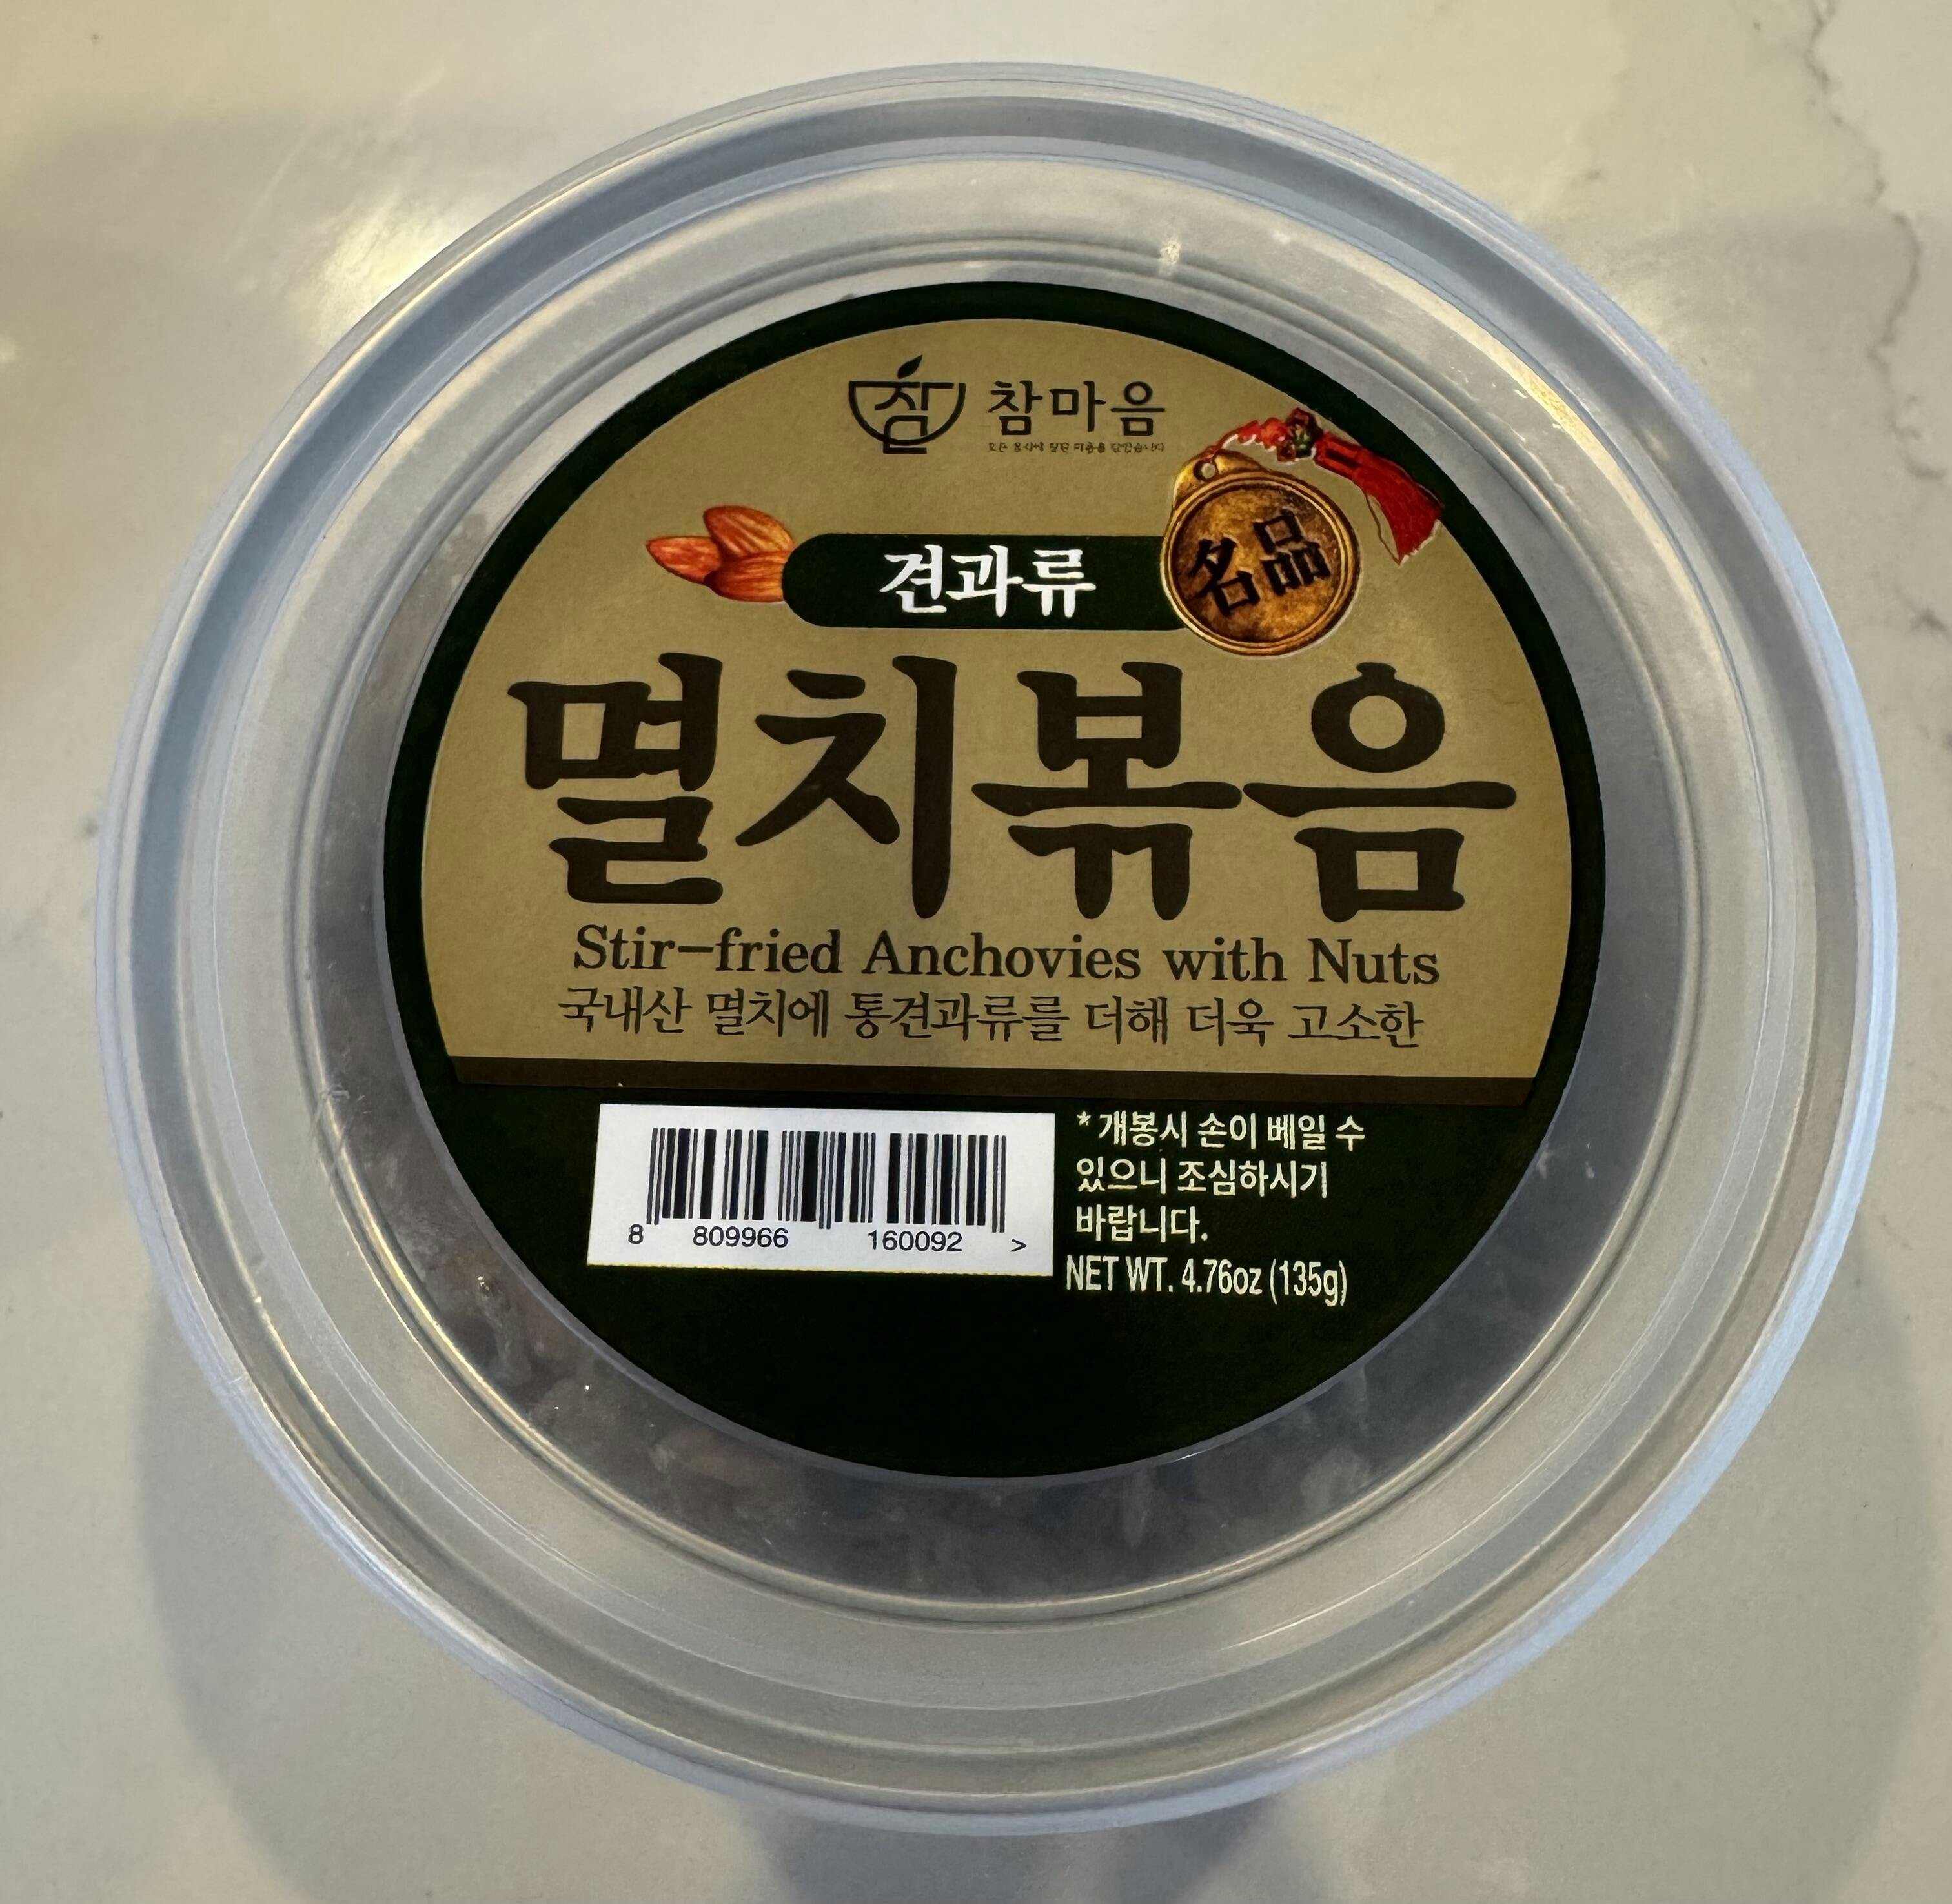 참
참마음
견과류
名品
멸치볶음
Stir-fried Anchovies with Nuts
국내산 멸치에 통견과류를 더해 더욱 고소한
* 개봉시 손이 베일 수
있으니 조심하시기
바랍니다.
NET WT. 4.76oz (135g)
8 809966 160092 >